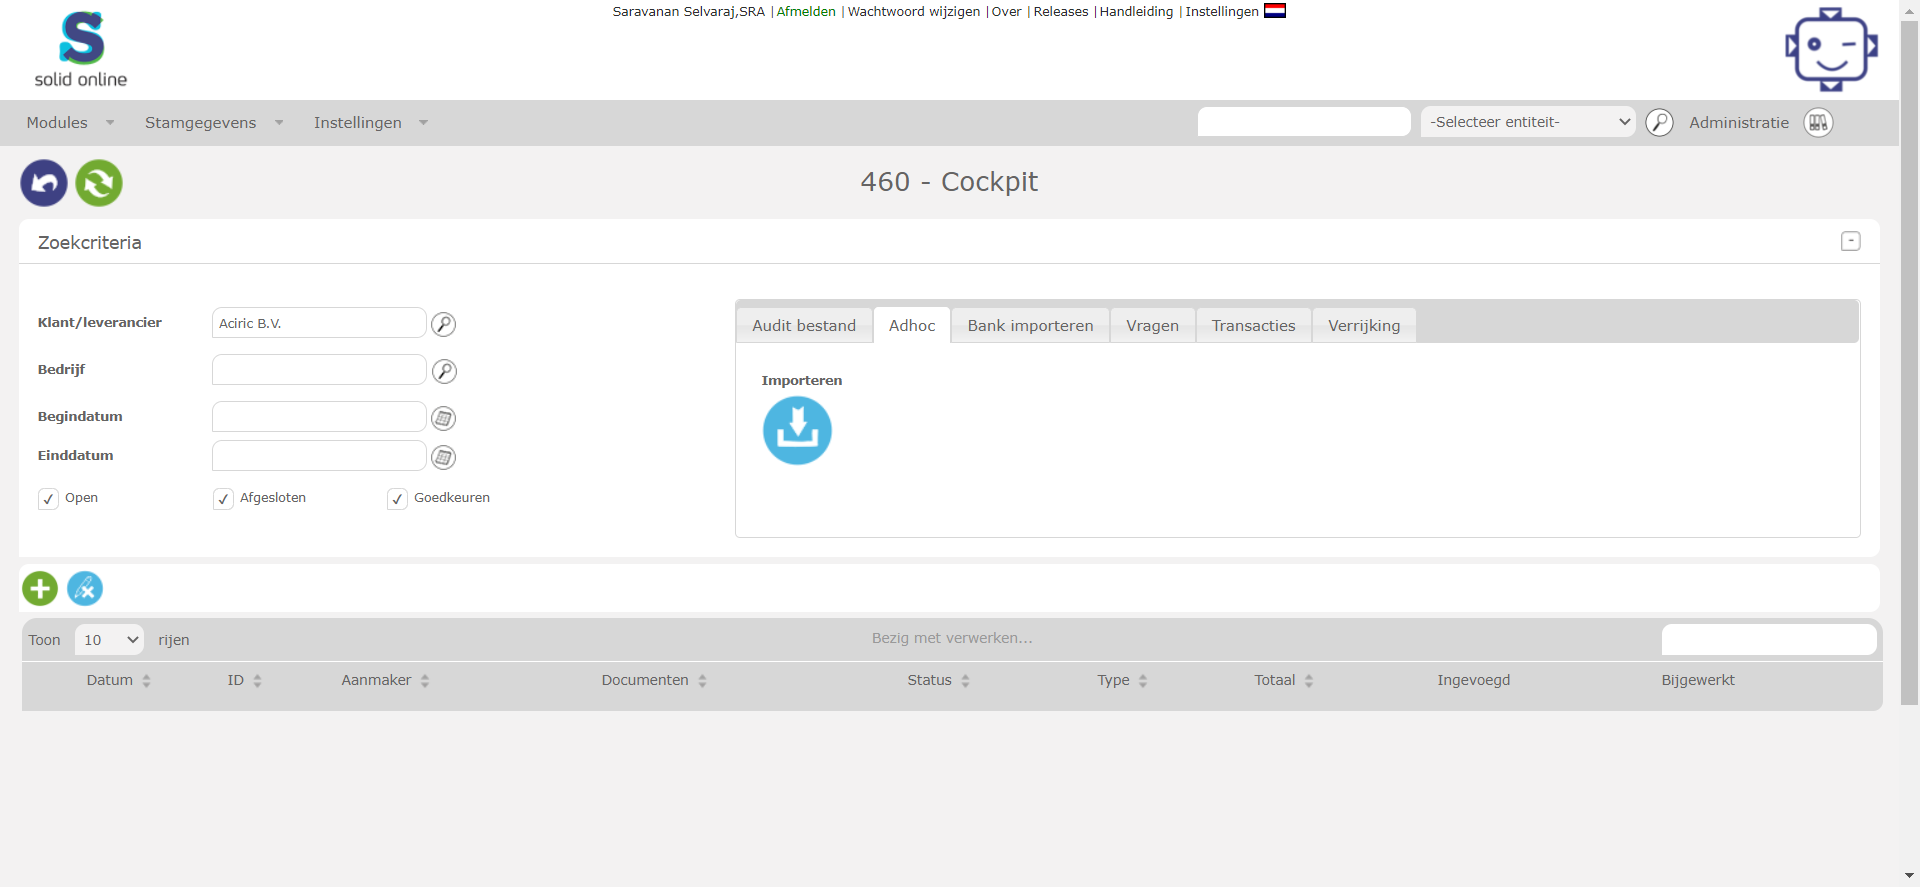 Saravanan Selvaraj,SRA | Afmelden | Wachtwoord wijzigen | Over | Releases | Handleiding | Instellingen
solid online
Modules Stamgegevens Instellingen -Selecteer entiteit- Administratie
460 - Cockpit
Zoekcriteria
-
Klant/leverancier Aciric B.V.
Bedrijf
Begindatum
Einddatum
Open Afgesloten Goedkeuren
Audit bestand Adhoc Bank importeren Vragen Transacties Verrijking
Importeren
Toon 10 rijen Bezig met verwerken...
Datum ID Aanmaker Documenten Status Type Totaal Ingevoegd Bijgewerkt